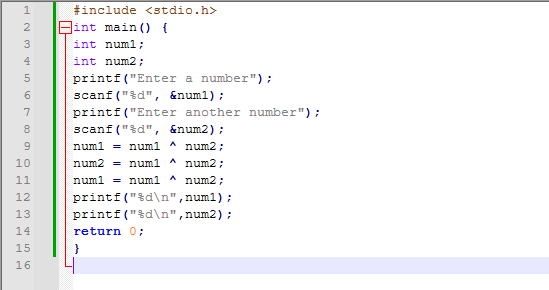 1 #include <stdio.h>
2 int main() {
3 int num1;
4 int num2;
5 printf("Enter a number");
6 scanf("%d", &num1);
7 printf("Enter another number");
8 scanf("%d", &num2);
9 num1 = num1 ^ num2;
10 num2 = num1 ^ num2;
11 num1 = num1 ^ num2;
12 printf("%d\n",num1);
13 printf("%d\n",num2);
14 return 0;
15 }
16